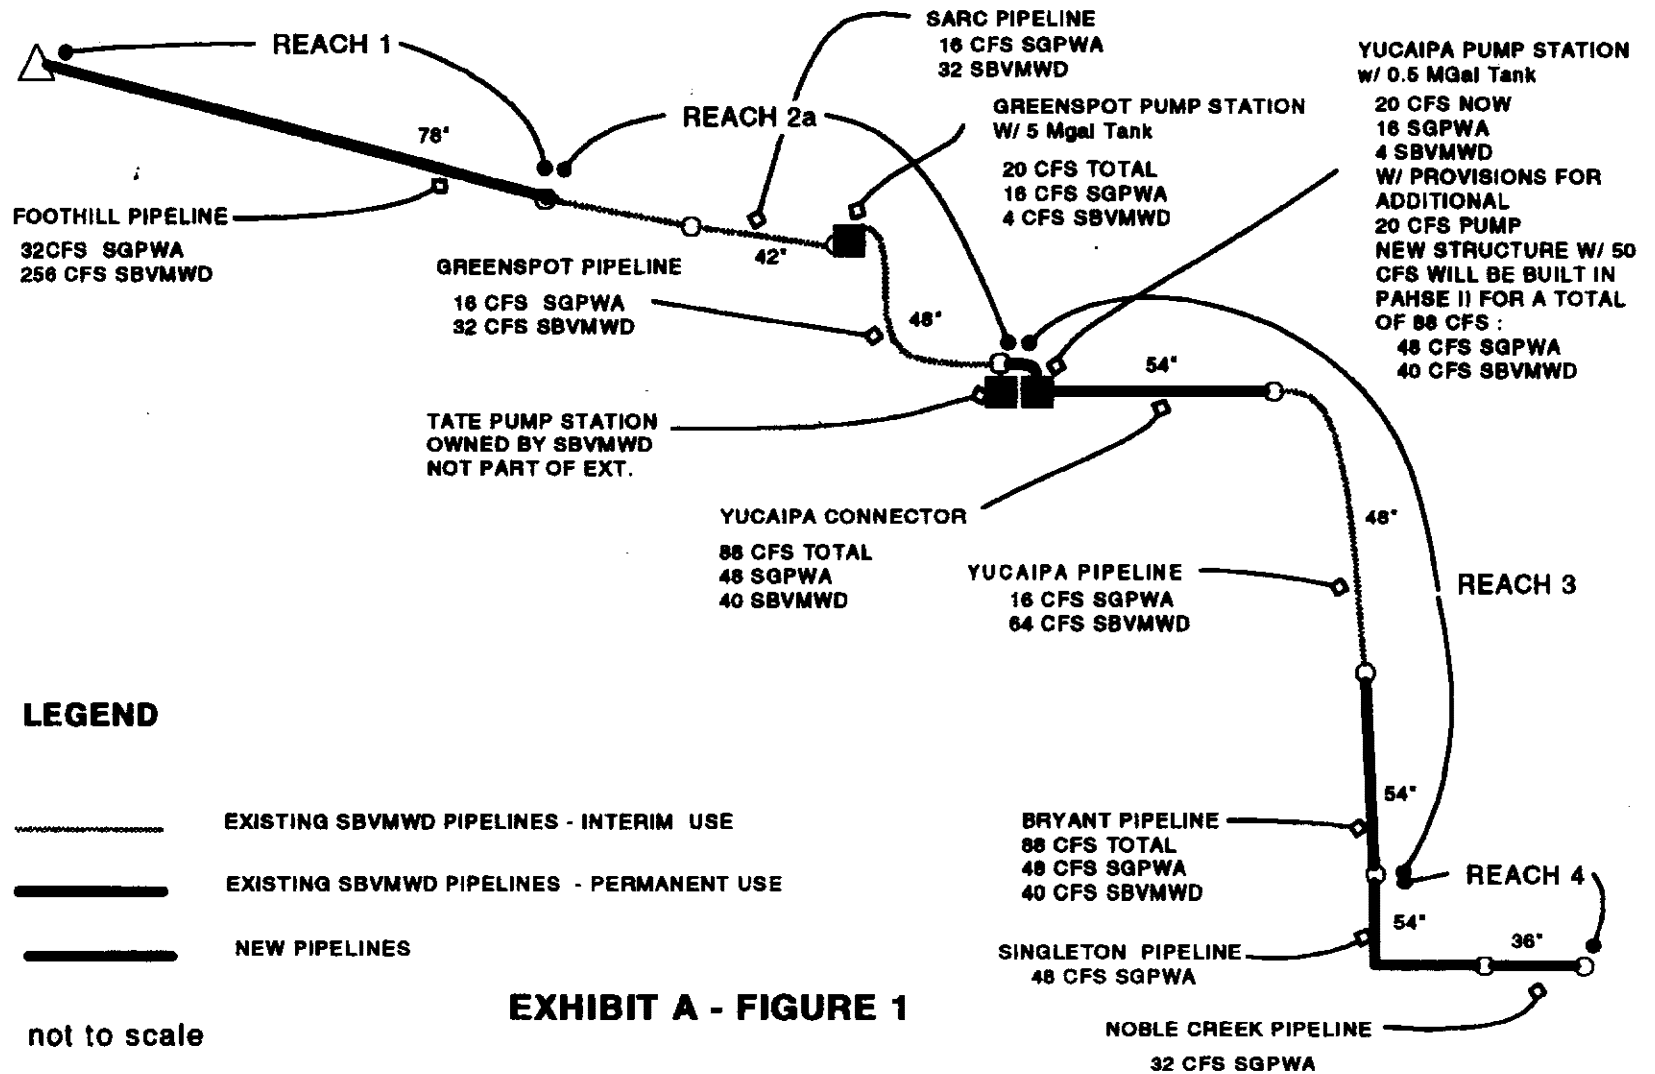 REACH 1
SARC PIPELINE
16 CFS SGPWA
32 SBVMWD
REACH 2a
GREENSPOT PUMP STATION
W/ 5 Mgal Tank
20 CFS TOTAL
16 CFS SGPWA
4 CFS SBVMWD
YUCAIPA PUMP STATION
w/ 0.5 MGal Tank
20 CFS NOW
16 SGPWA
4 SBVMWD
W/ PROVISIONS FOR
ADDITIONAL
20 CFS PUMP
NEW STRUCTURE W/ 50
CFS WILL BE BUILT IN
PAHSE II FOR A TOTAL
OF 88 CFS :
48 CFS SGPWA
40 CFS SBVMWD
78"
FOOTHILL PIPELINE
32CFS SGPWA
256 CFS SBVMWD
42"
GREENSPOT PIPELINE
16 CFS SGPWA
32 CFS SBVMWD
48"
54"
TATE PUMP STATION
OWNED BY SBVMWD
NOT PART OF EXT.
YUCAIPA CONNECTOR
88 CFS TOTAL
48 SGPWA
40 SBVMWD
48"
YUCAIPA PIPELINE
16 CFS SGPWA
64 CFS SBVMWD
REACH 3
LEGEND
EXISTING SBVMWD PIPELINES - INTERIM USE
EXISTING SBVMWD PIPELINES - PERMANENT USE
NEW PIPELINES
not to scale
EXHIBIT A - FIGURE 1
54"
BRYANT PIPELINE
88 CFS TOTAL
48 CFS SGPWA
40 CFS SBVMWD
REACH 4
54"
36"
SINGLETON PIPELINE
48 CFS SGPWA
NOBLE CREEK PIPELINE
32 CFS SGPWA